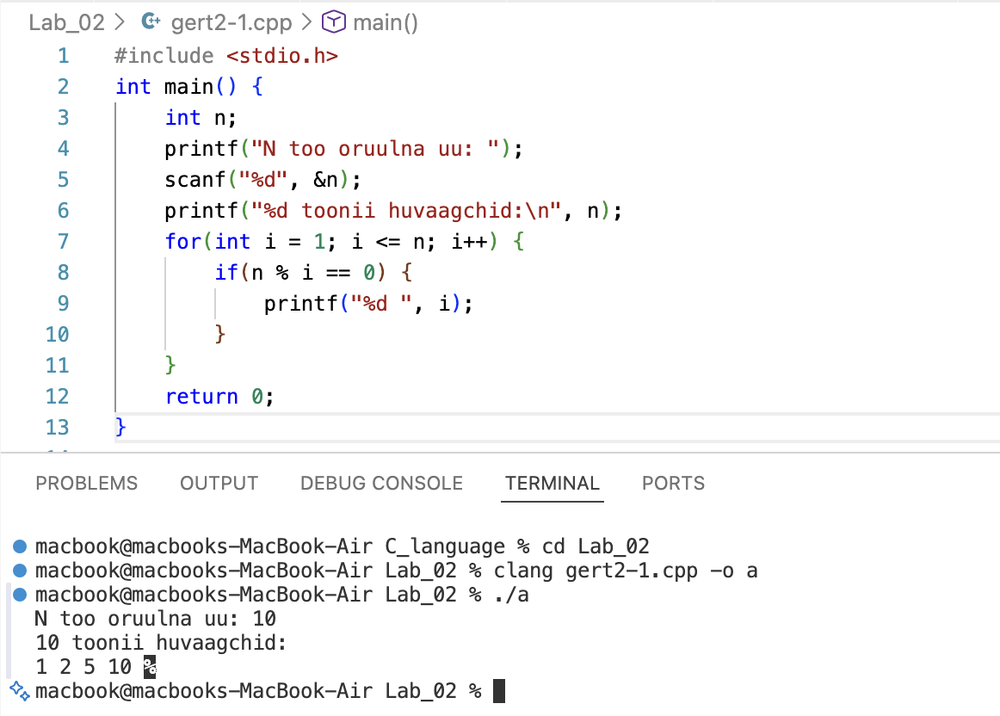 Lab_02 > gert2-1.cpp > main()
1 #include <stdio.h>
2 int main() {
3     int n;
4     printf("N too oruulna uu: ");
5     scanf("%d", &n);
6     printf("%d toonii huvaagchid:\n", n);
7     for(int i = 1; i <= n; i++) {
8         if(n % i == 0) {
9             printf("%d ", i);
10         }
11     }
12     return 0;
13 }
PROBLEMS OUTPUT DEBUG CONSOLE TERMINAL PORTS
macbook@macbooks-MacBook-Air C_language % cd Lab_02
macbook@macbooks-MacBook-Air Lab_02 % clang gert2-1.cpp -o a
macbook@macbooks-MacBook-Air Lab_02 % ./a
N too oruulna uu: 10
10 toonii huvaagchid:
1 2 5 10 %
macbook@macbooks-MacBook-Air Lab_02 %